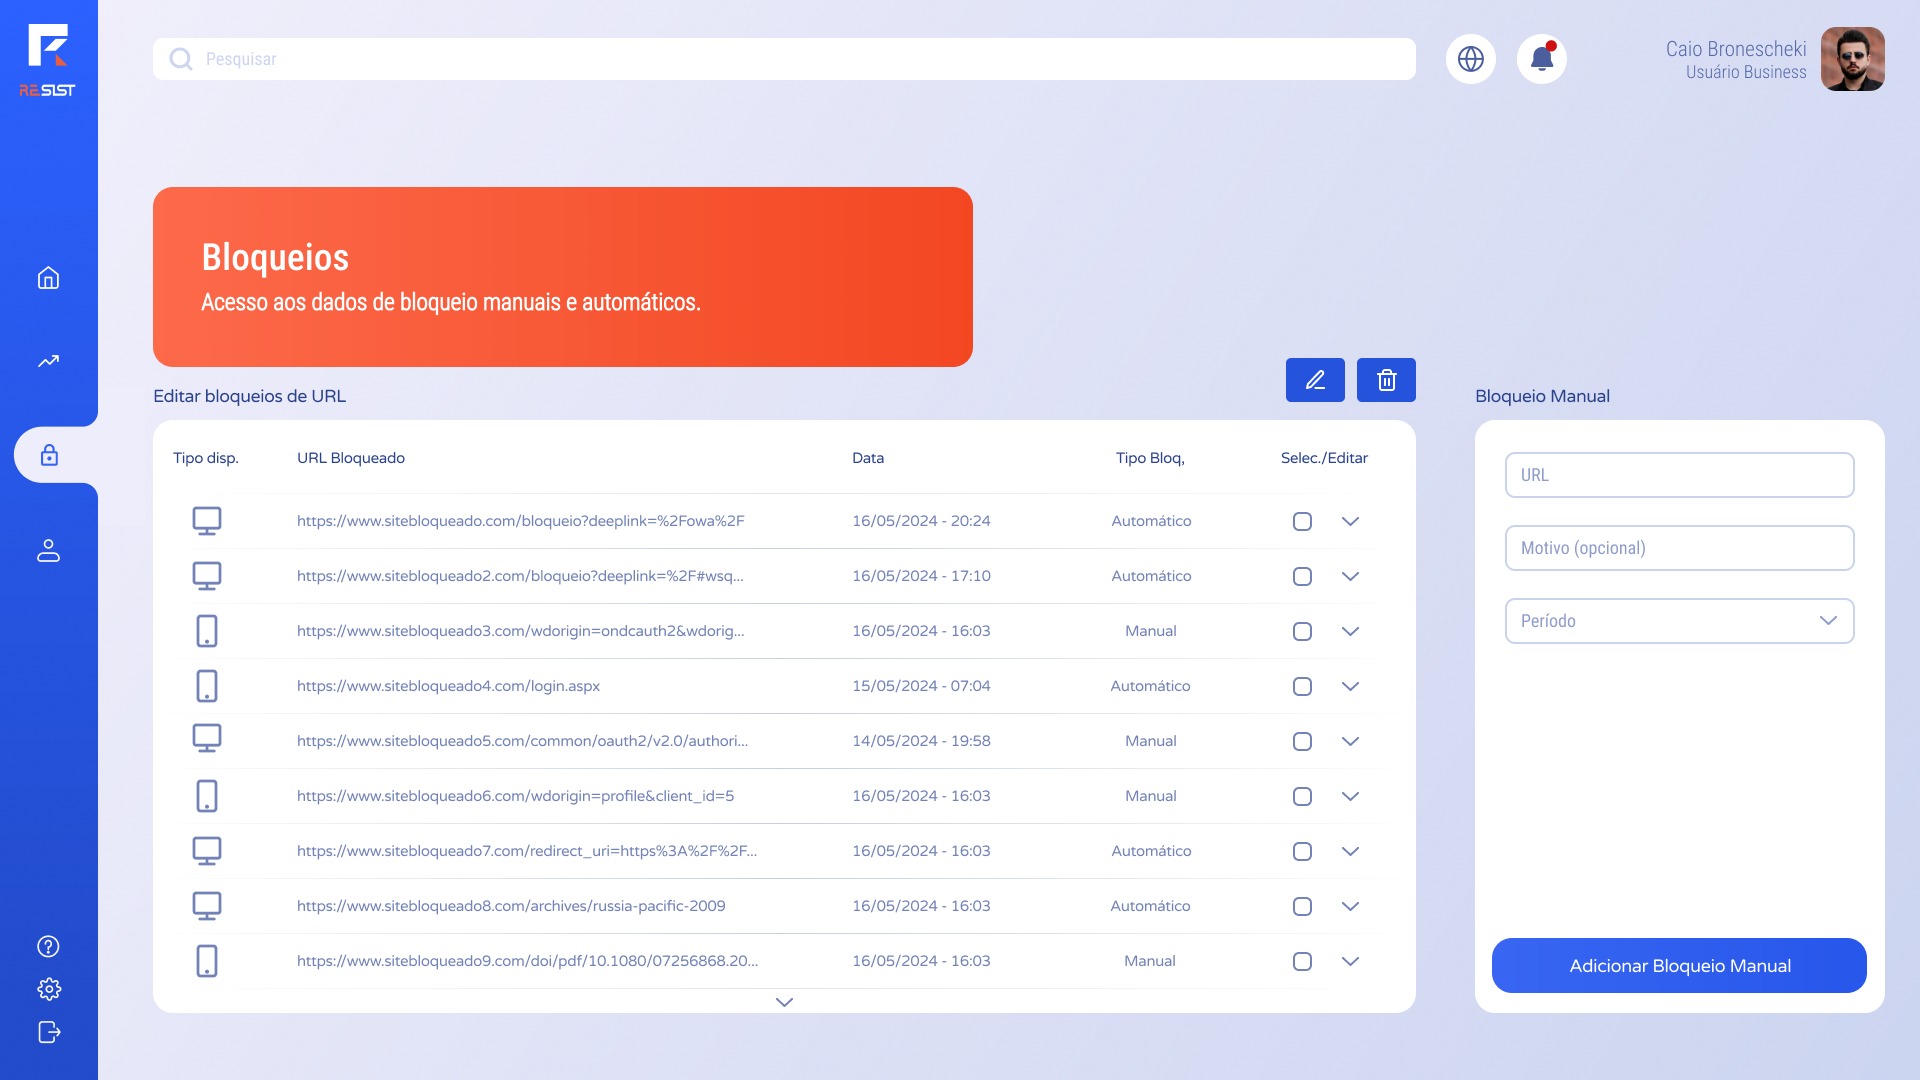 RESIST
Pesquisar
Caio Bronescheki
Usuário Business
Bloqueios
Acesso aos dados de bloqueio manuais e automáticos.
Editar bloqueios de URL
Tipo disp. URL Bloqueado Data Tipo Bloq, Selec./Editar
https://www.sitebloqueado.com/bloqueio?deeplink=%2Fowa%2F 16/05/2024 - 20:24 Automático
https://www.sitebloqueado2.com/bloqueio?deeplink=%2F#wsq... 16/05/2024 - 17:10 Automático
https://www.sitebloqueado3.com/wdorigin=ondcauth2&wdorig... 16/05/2024 - 16:03 Manual
https://www.sitebloqueado4.com/login.aspx 15/05/2024 - 07:04 Automático
https://www.sitebloqueado5.com/common/oauth2/v2.0/authori... 14/05/2024 - 19:58 Manual
https://www.sitebloqueado6.com/wdorigin=profile&client_id=5 16/05/2024 - 16:03 Manual
https://www.sitebloqueado7.com/redirect_uri=https%3A%2F%2F... 16/05/2024 - 16:03 Automático
https://www.sitebloqueado8.com/archives/russia-pacific-2009 16/05/2024 - 16:03 Automático
https://www.sitebloqueado9.com/doi/pdf/10.1080/07256868.20... 16/05/2024 - 16:03 Manual
Bloqueio Manual
URL
Motivo (opcional)
Período
Adicionar Bloqueio Manual